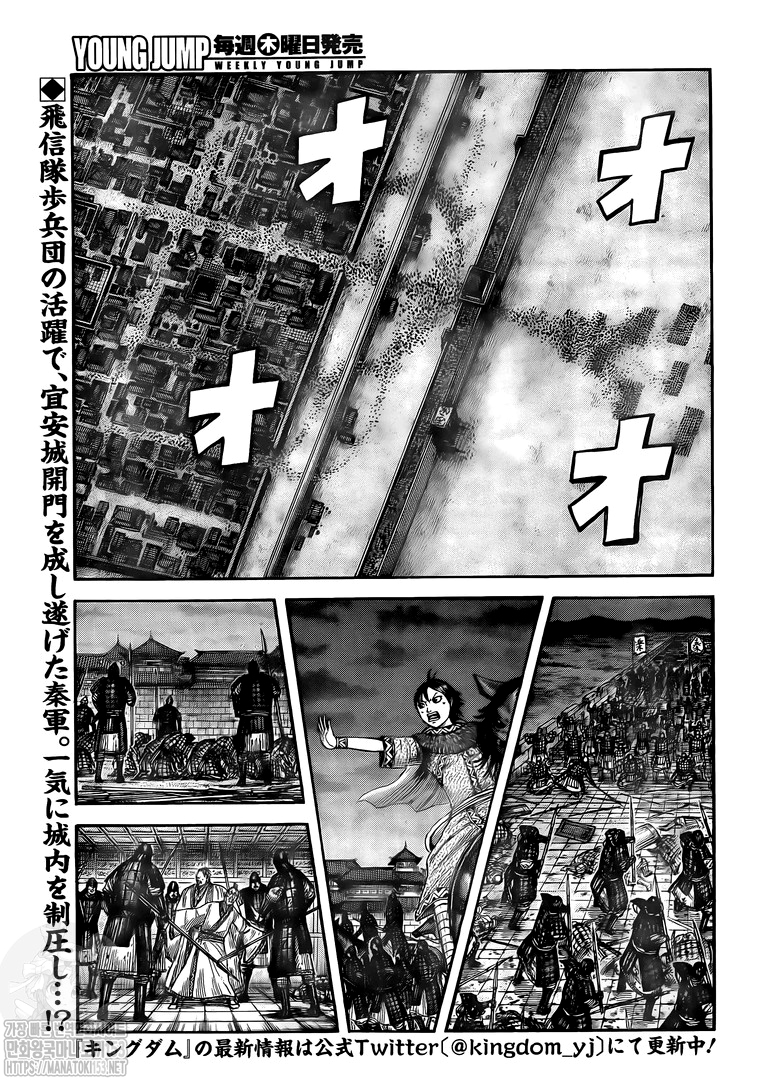 YOUNG JUMP 毎週木曜日発売
WEEKLY YOUNG JUMP
オ
オ
オ
オ
◆飛信隊歩兵団の活躍で、宜安城開門を成し遂げた秦軍。一気に城内を制圧し…!?
『キングダム』の最新情報は公式Twitter(@kingdom_yj)にて更新中!
HTTPS://MANATOKI153.NET